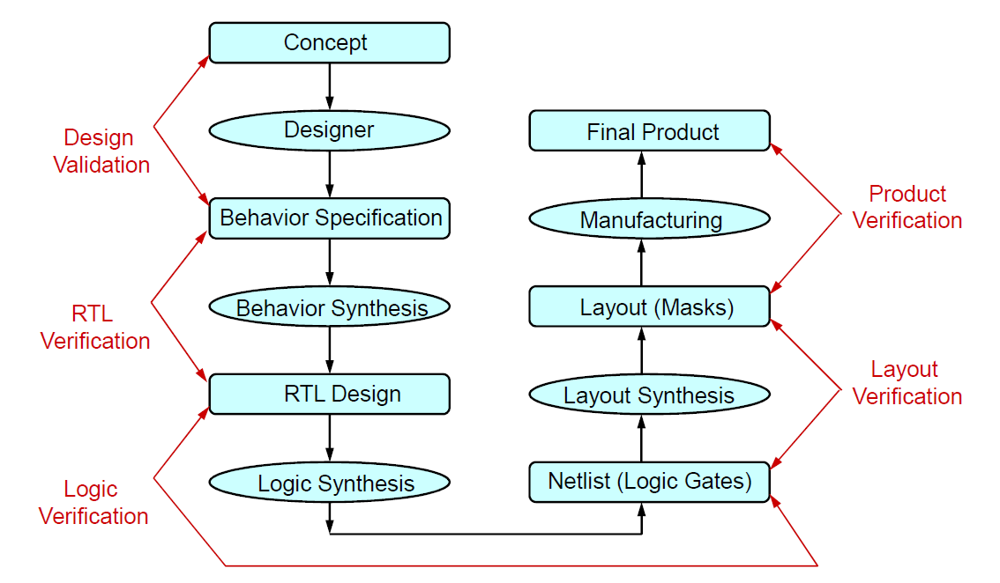 Concept
Designer
Design
Validation
Behavior Specification
RTL
Verification
Behavior Synthesis
RTL Design
Logic
Verification
Logic Synthesis
Final Product
Product
Verification
Manufacturing
Layout (Masks)
Layout
Verification
Layout Synthesis
Netlist (Logic Gates)